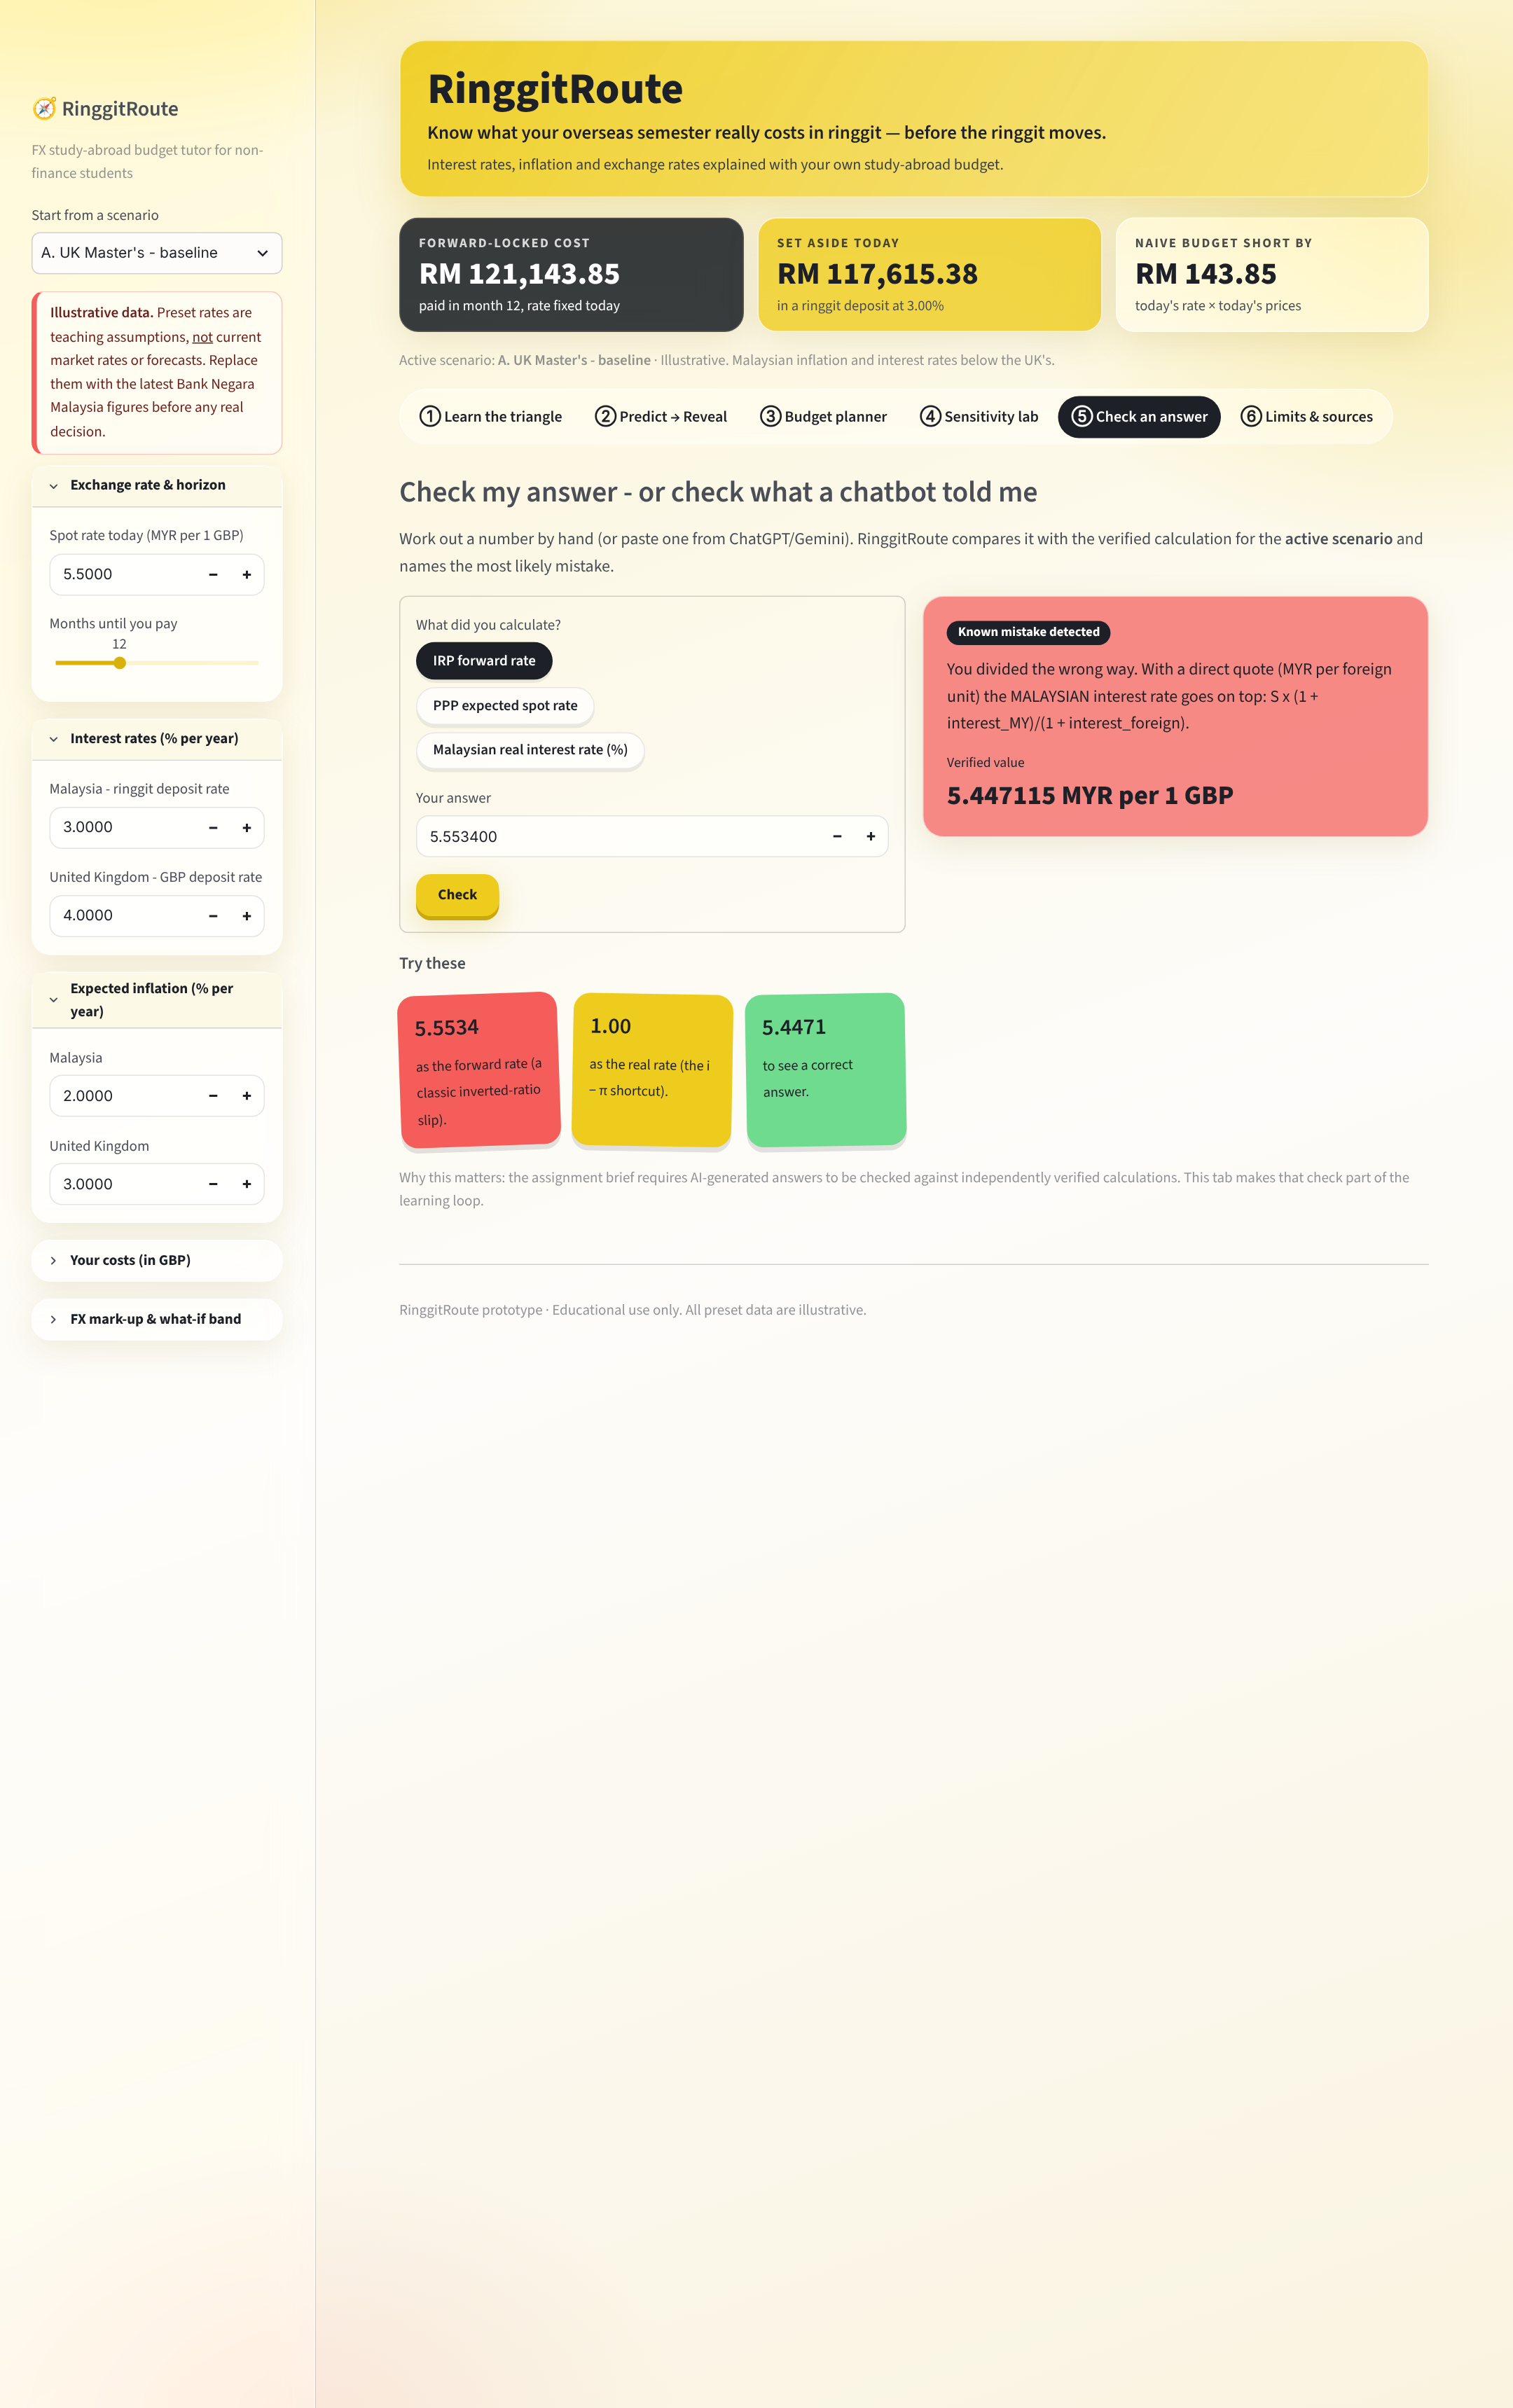 🧭 RinggitRoute
FX study-abroad budget tutor for non-
finance students
Start from a scenario
A. UK Master's - baseline
Illustrative data. Preset rates are
teaching assumptions, not current
market rates or forecasts. Replace
them with the latest Bank Negara
Malaysia figures before any real
decision.
Exchange rate & horizon
Spot rate today (MYR per 1 GBP)
5.5000
Months until you pay
12
Interest rates (% per year)
Malaysia - ringgit deposit rate
3.0000
United Kingdom - GBP deposit rate
4.0000
Expected inflation (% per
year)
Malaysia
2.0000
United Kingdom
3.0000
Your costs (in GBP)
FX mark-up & what-if band
RinggitRoute
Know what your overseas semester really costs in ringgit — before the ringgit moves.
Interest rates, inflation and exchange rates explained with your own study-abroad budget.
FORWARD-LOCKED COST
RM 121,143.85
paid in month 12, rate fixed today
SET ASIDE TODAY
RM 117,615.38
in a ringgit deposit at 3.00%
NAIVE BUDGET SHORT BY
RM 143.85
today's rate × today's prices
Active scenario: A. UK Master's - baseline · Illustrative. Malaysian inflation and interest rates below the UK's.
① Learn the triangle
② Predict → Reveal
③ Budget planner
④ Sensitivity lab
⑤ Check an answer
⑥ Limits & sources
Check my answer - or check what a chatbot told me
Work out a number by hand (or paste one from ChatGPT/Gemini). RinggitRoute compares it with the verified calculation for the active scenario and
names the most likely mistake.
What did you calculate?
IRP forward rate
PPP expected spot rate
Malaysian real interest rate (%)
Your answer
5.553400
Check
Known mistake detected
You divided the wrong way. With a direct quote (MYR per foreign
unit) the MALAYSIAN interest rate goes on top: S x (1 +
interest_MY)/(1 + interest_foreign).
Verified value
5.447115 MYR per 1 GBP
Try these
5.5534
as the forward rate (a
classic inverted-ratio
slip).
1.00
as the real rate (the i
− π shortcut).
5.4471
to see a correct
answer.
Why this matters: the assignment brief requires AI-generated answers to be checked against independently verified calculations. This tab makes that check part of the
learning loop.
RinggitRoute prototype · Educational use only. All preset data are illustrative.